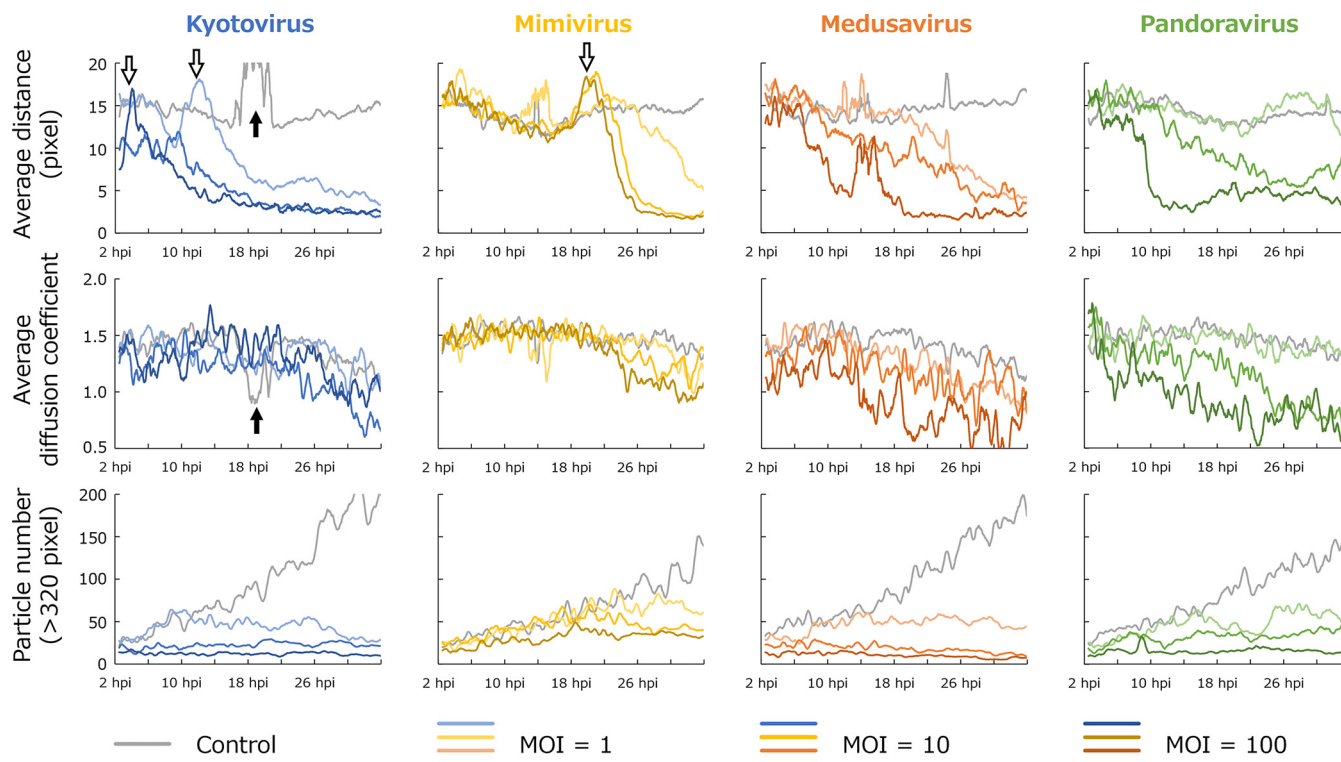 Kyotovirus Mimivirus Medusavirus Pandoravirus
Average distance
(pixel)
20
15
10
5
0
2 hpi 10 hpi 18 hpi 26 hpi
2 hpi 10 hpi 18 hpi 26 hpi
2 hpi 10 hpi 18 hpi 26 hpi
2 hpi 10 hpi 18 hpi 26 hpi
Average
diffusion coefficient
2.0
1.5
1.0
0.5
2 hpi 10 hpi 18 hpi 26 hpi
2 hpi 10 hpi 18 hpi 26 hpi
2 hpi 10 hpi 18 hpi 26 hpi
2 hpi 10 hpi 18 hpi 26 hpi
Particle number
(>320 pixel)
200
150
100
50
0
2 hpi 10 hpi 18 hpi 26 hpi
2 hpi 10 hpi 18 hpi 26 hpi
2 hpi 10 hpi 18 hpi 26 hpi
2 hpi 10 hpi 18 hpi 26 hpi
Control MOI = 1 MOI = 10 MOI = 100